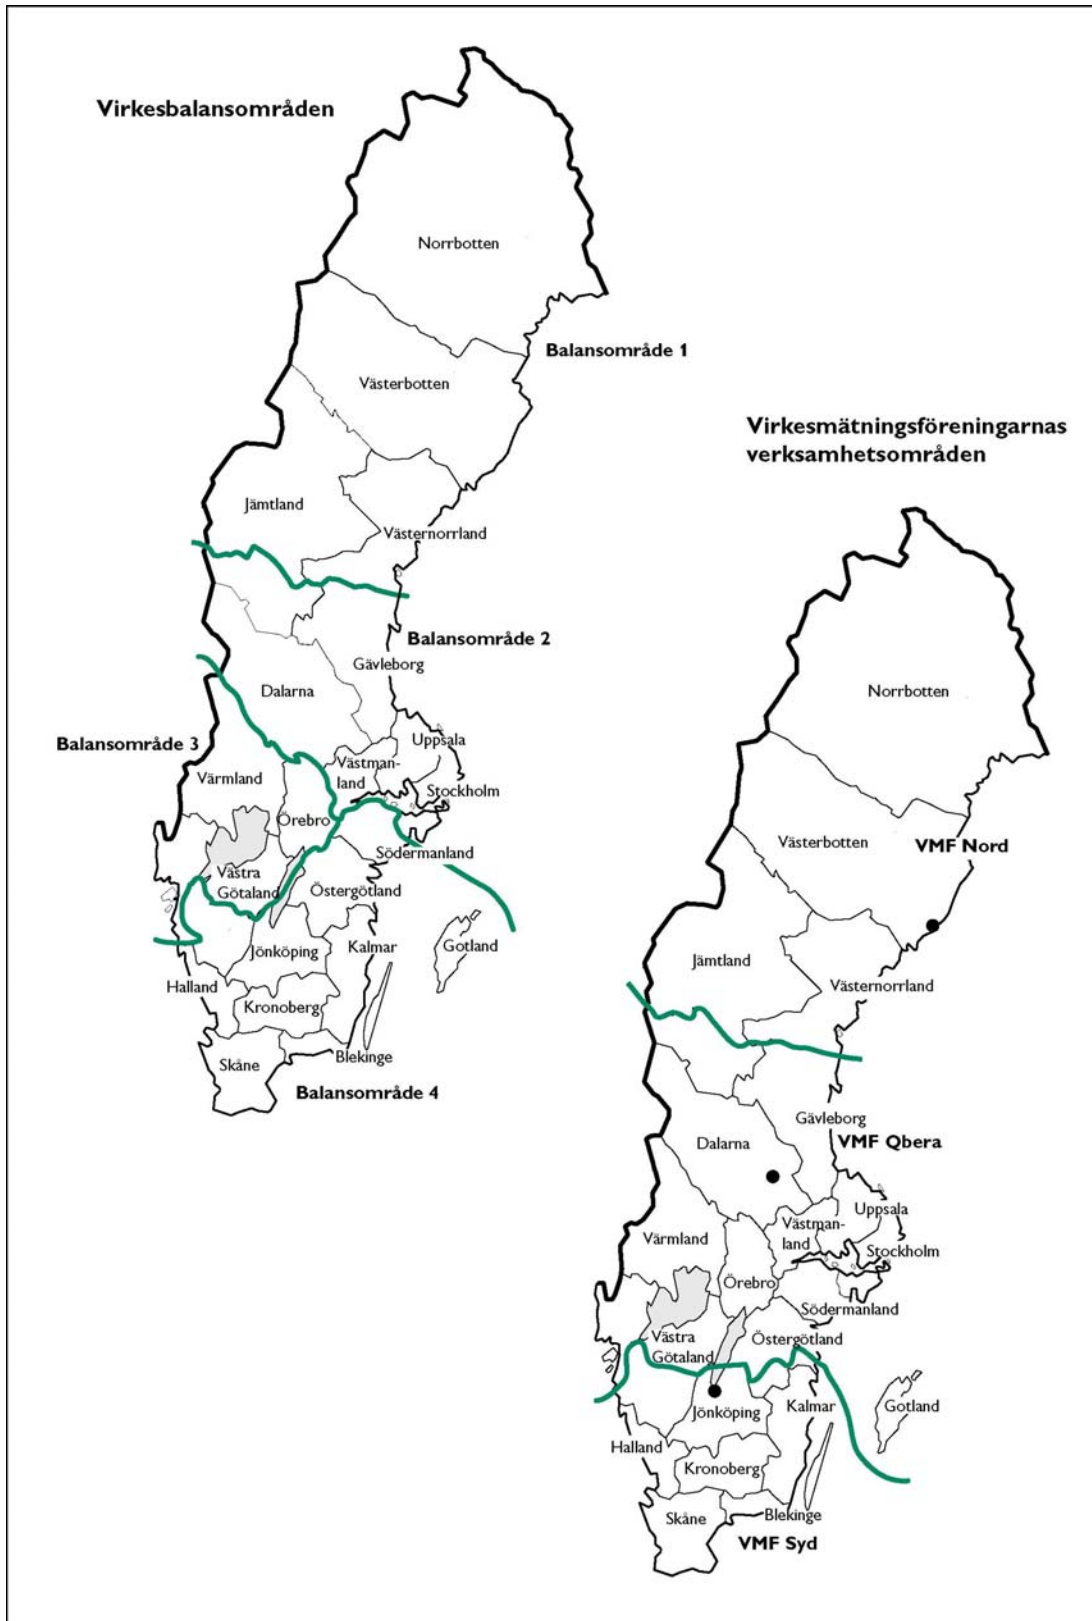 Virkesbalansområden
Norrbotten
Balansområde 1
Västerbotten
Jämtland
Västernorrland
Balansområde 2
Gävleborg
Dalarna
Balansområde 3
Uppsala
Västman-
land
Värmland
Stockholm
Örebro
Södermanland
Västra
Götaland
Östergötland
Gotland
Kalmar
Jönköping
Halland
Kronoberg
Blekinge
Skåne
Balansområde 4
Virkesmätningsföreningarnas
verksamhetsområden
Norrbotten
Västerbotten
VMF Nord
Jämtland
Västernorrland
Gävleborg
Dalarna
VMF Qbera
Uppsala
Västman-
land
Värmland
Stockholm
Örebro
Södermanland
Västra
Götaland
Östergötland
Kalmar
Gotland
Jönköping
Halland
Kronoberg
Blekinge
Skåne
VMF Syd